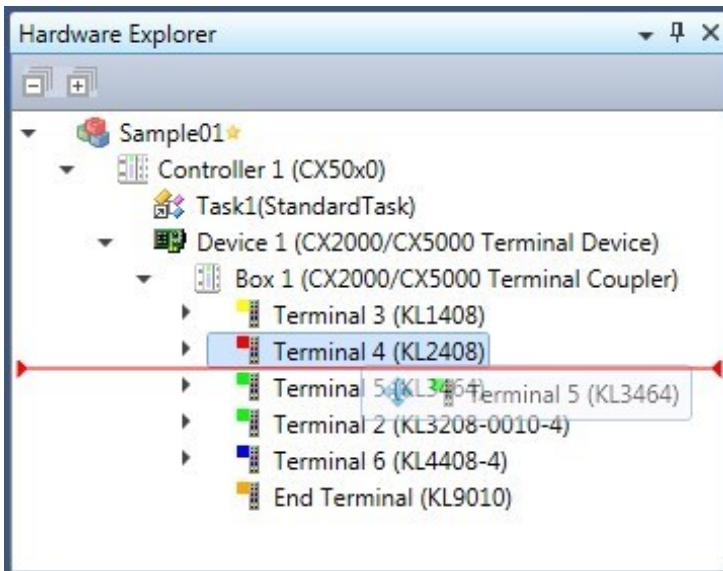 Hardware Explorer
Sample01
Controller 1 (CX50x0)
Task1(StandardTask)
Device 1 (CX2000/CX5000 Terminal Device)
Box 1 (CX2000/CX5000 Terminal Coupler)
Terminal 3 (KL1408)
Terminal 4 (KL2408)
Terminal 5 (KL3464)
Terminal 5 (KL3464)
Terminal 2 (KL3208-0010-4)
Terminal 6 (KL4408-4)
End Terminal (KL9010)